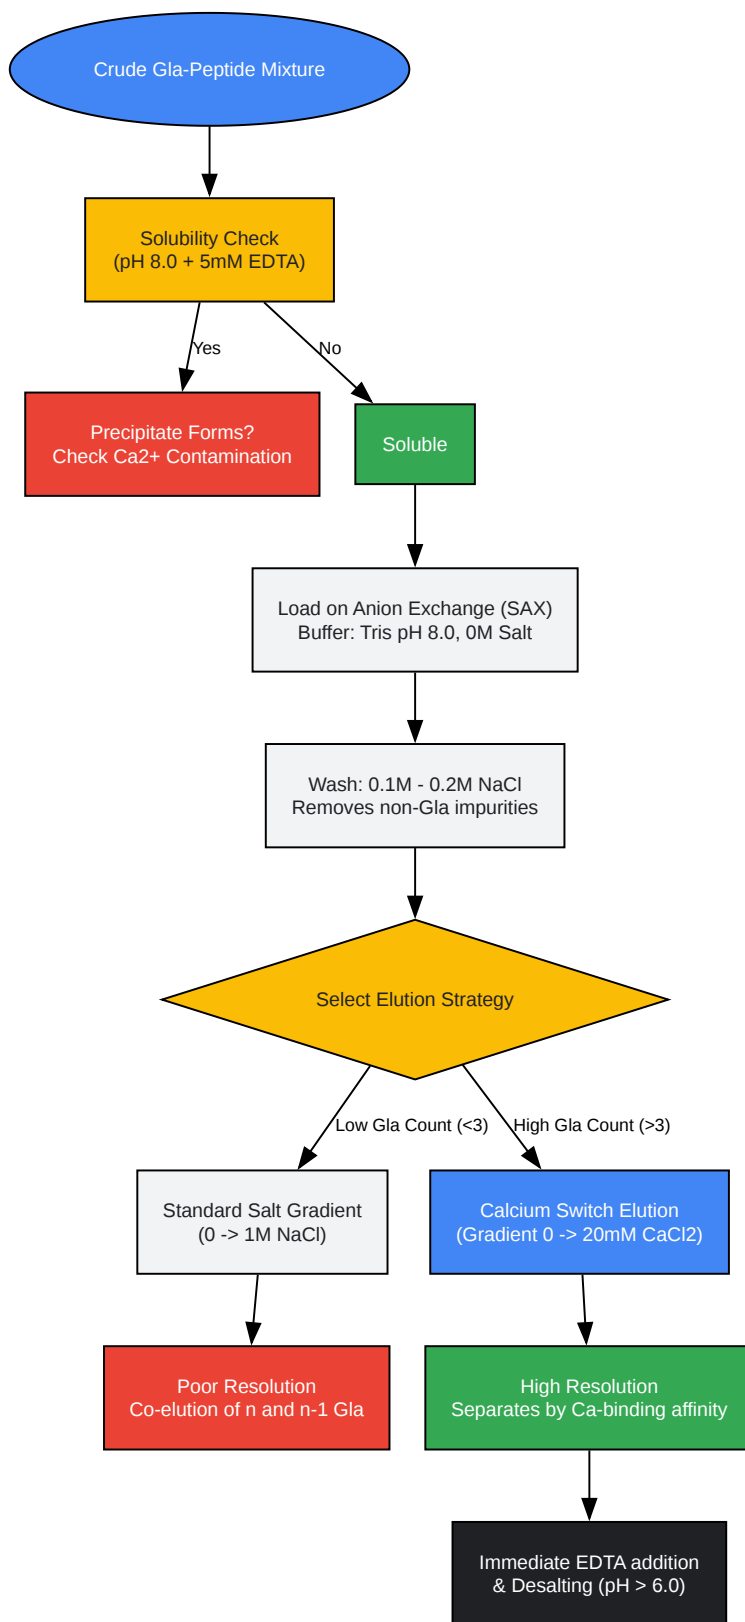 Crude Gla-Peptide Mixture
Solubility Check
(pH 8.0 + 5mM EDTA)
Yes
No
Precipitate Forms?
Check Ca2+ Contamination
Soluble
Load on Anion Exchange (SAX)
Buffer: Tris pH 8.0, 0M Salt
Wash: 0.1M - 0.2M NaCl
Removes non-Gla impurities
Select Elution Strategy
Low Gla Count (<3)
High Gla Count (>3)
Standard Salt Gradient
(0 -> 1M NaCl)
Calcium Switch Elution
(Gradient 0 -> 20mM CaCl2)
Poor Resolution
Co-elution of n and n-1 Gla
High Resolution
Separates by Ca-binding affinity
Immediate EDTA addition
& Desalting (pH > 6.0)